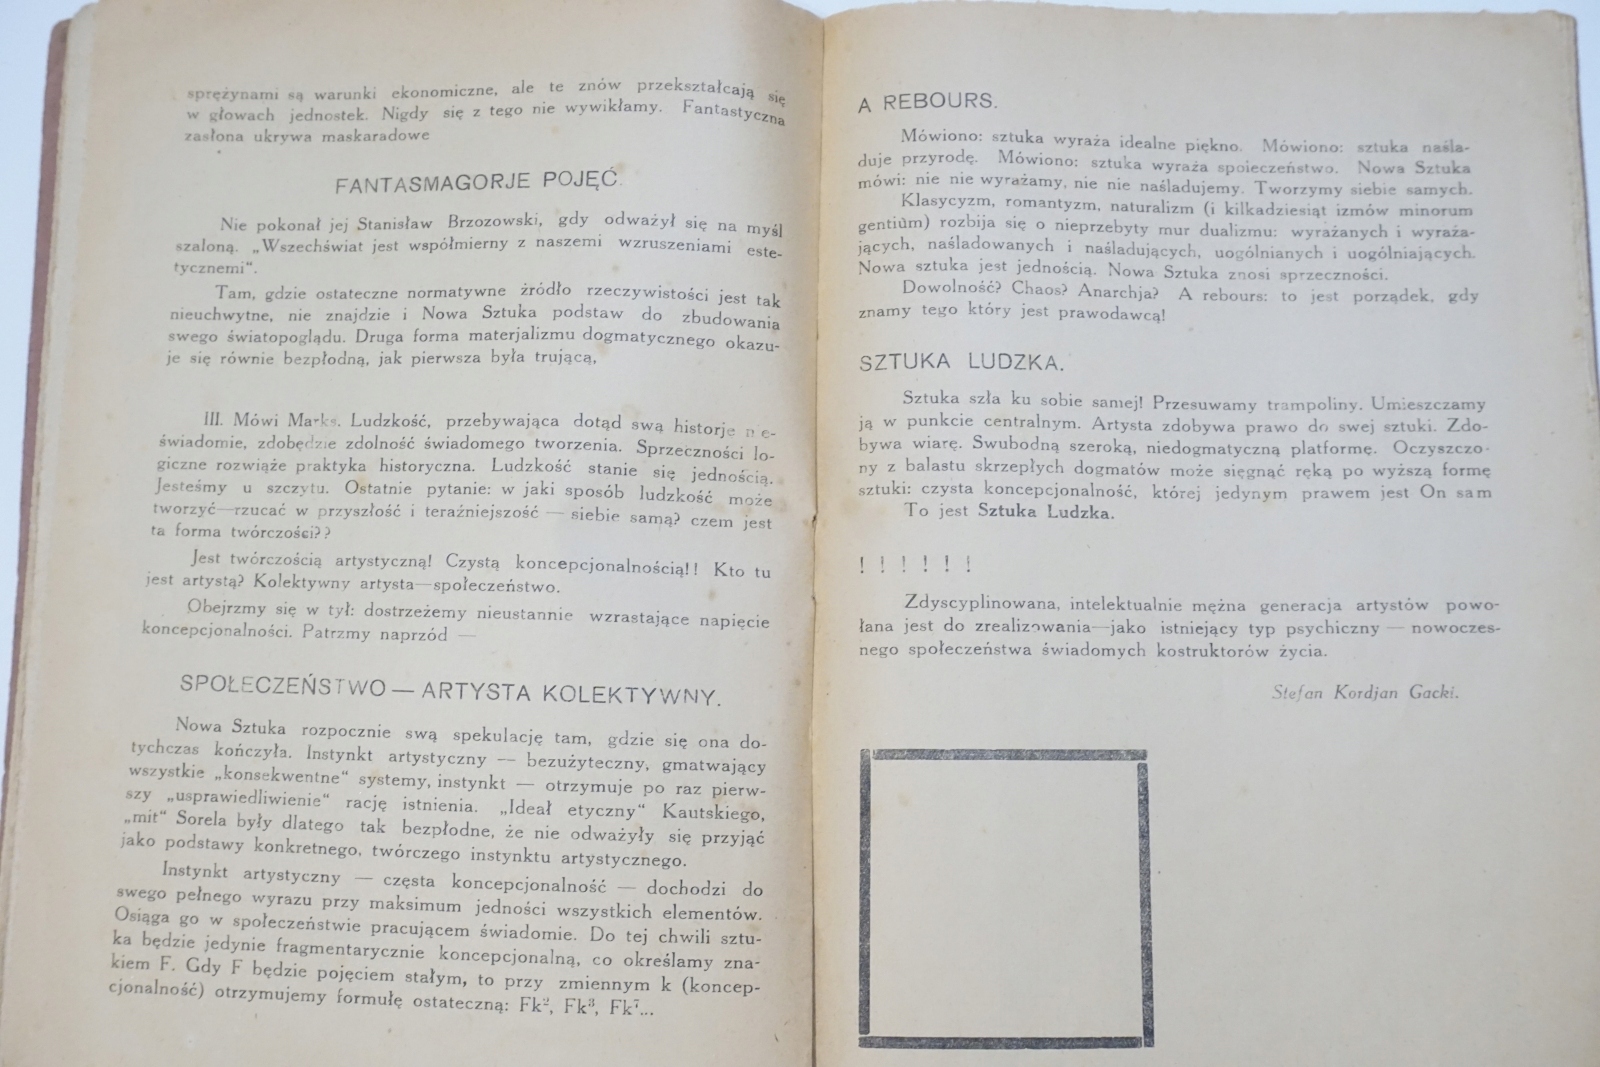 sprężynami są warunki ekonomiczne, ale te znów przekształcają się
w głowach jednostek. Nigdy się z tego nie wywikłamy. Fantastyczna
zasłona ukrywa maskaradowe
FANTASMAGORJE POJĘĆ.
Nie pokonał jej Stanisław Brzozowski, gdy odważył się na myśl
szaloną. „Wszechświat jest współmierny z naszemi wzruszeniami este-
tycznemi“.
Tam, gdzie ostateczne normatywne źródło rzeczywistości jest tak
nieuchwytne, nie znajdzie i Nowa Sztuka podstaw do zbudowania
swego światopoglądu. Druga forma materjalizmu dogmatycznego okazu-
je się równie bezpłodną, jak pierwsza była trującą,
III. Mówi Marks. Ludzkość, przebywająca dotąd swą historje nie-
świadomie, zdobędzie zdolność świadomego tworzenia. Sprzeczności lo-
giczne rozwiąże praktyka historyczna. Ludzkość stanie się jednością.
Jesteśmy u szczytu. Ostatnie pytanie: w jaki sposób ludzkość może
tworzyć—rzucać w przyszłość i teraźniejszość — siebie samą? czem jest
ta forma twórczości??
Jest twórczością artystyczną! Czystą koncepcjonalnością!! Kto tu
jest artystą? Kolektywny artysta—społeczeństwo.
Obejrzmy się w tył: dostrzeżemy nieustannie wzrastające napięcie
koncepcjonalności. Patrzmy naprzód —
SPOŁECZEŃSTWO — ARTYSTA KOLEKTYWNY.
Nowa Sztuka rozpocznie swą spekulację tam, gdzie się ona do-
tychczas kończyła. Instynkt artystyczny — bezużyteczny, gmatwający
wszystkie „konsekwentne“ systemy, instynkt — otrzymuje po raz pierw-
szy „usprawiedliwienie“ rację istnienia. „Ideał etyczny“ Kautskiego,
„mit“ Sorela były dlatego tak bezpłodne, że nie odważyły się przyjąć
jako podstawy konkretnego, twórczego instynktu artystycznego.
Instynkt artystyczny — częsta koncepcjonalność — dochodzi do
swego pełnego wyrazu przy maksimum jedności wszystkich elementów.
Osiąga go w społeczeństwie pracującem świadomie. Do tej chwili sztu-
ka będzie jedynie fragmentarycznie koncepcjonalną, co określamy zna-
kiem F. Gdy F będzie pojęciem stałym, to przy zmiennym k (koncep-
cjonalność) otrzymujemy formułę ostateczną: Fk², Fk³, Fk⁷...
A REBOURS.
Mówiono: sztuka wyraża idealne piękno. Mówiono: sztuka naśla-
duje przyrodę. Mówiono: sztuka wyraża spoieczeństwo. Nowa Sztuka
mówi: nie nie wyrażamy, nie nie naśladujemy. Tworzymy siebie samych.
Klasycyzm, romantyzm, naturalizm (i kilkadziesiąt izmów minorum
gentiùm) rozbija się o nieprzebyty mur dualizmu: wyrażanych i wyraża-
jących, naśladowanych i naśladujących, uogólnianych i uogólniających.
Nowa sztuka jest jednością. Nowa Sztuka znosi sprzeczności.
Dowolność? Chaos? Anarchja? A rebours: to jest porządek, gdy
znamy tego który jest prawodawcą!
SZTUKA LUDZKA.
Sztuka szła ku sobie samej! Przesuwamy trampoliny. Umieszczamy
ją w punkcie centralnym. Artysta zdobywa prawo do swej sztuki. Zdo-
bywa wiarę. Swubodną szeroką, niedogmatyczną platformę. Oczyszczo-
ny z balastu skrzepłych dogmatów może sięgnąć ręką po wyższą formę
sztuki: czysta koncepcjonalność, której jedynym prawem jest On sam
To jest Sztuka Ludzka.
! ! ! ! ! !
Zdyscyplinowana, intelektualnie mężna generacja artystów powo-
łana jest do zrealizowania—jako istniejący typ psychiczny — nowoczes-
nego społeczeństwa świadomych kostruktorów życia.
Stefan Kordjan Gacki.